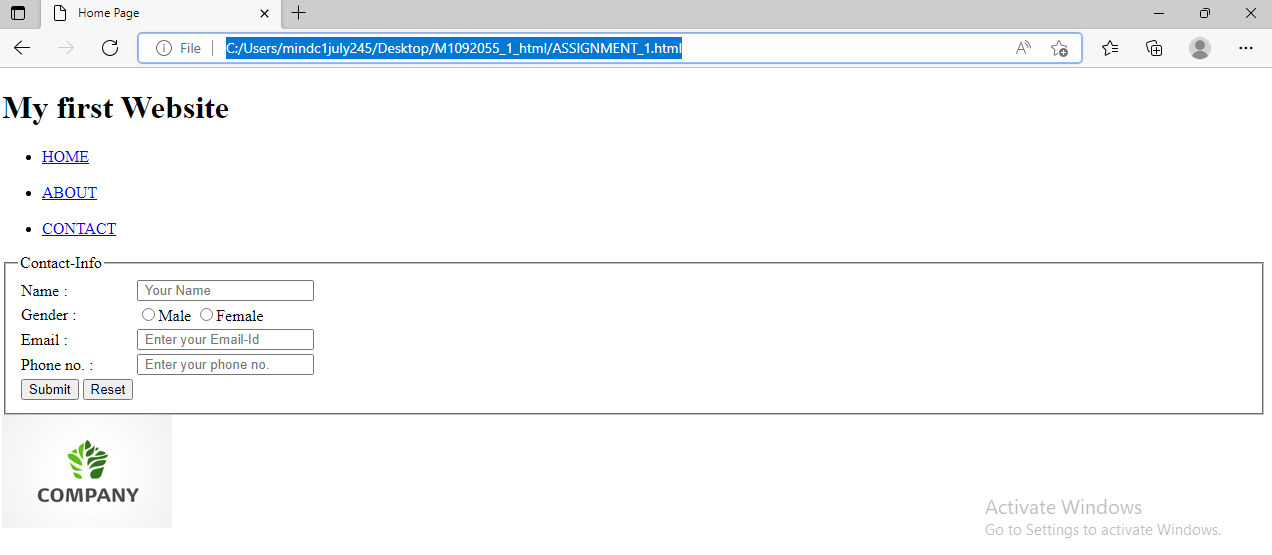 Home Page
File C:/Users/mindc1july245/Desktop/M1092055_1_html/ASSIGNMENT_1.html
My first Website
HOME
ABOUT
CONTACT
Contact-Info
Name : Your Name
Gender : Male Female
Email : Enter your Email-Id
Phone no. : Enter your phone no.
Submit Reset
COMPANY
Activate Windows
Go to Settings to activate Windows.